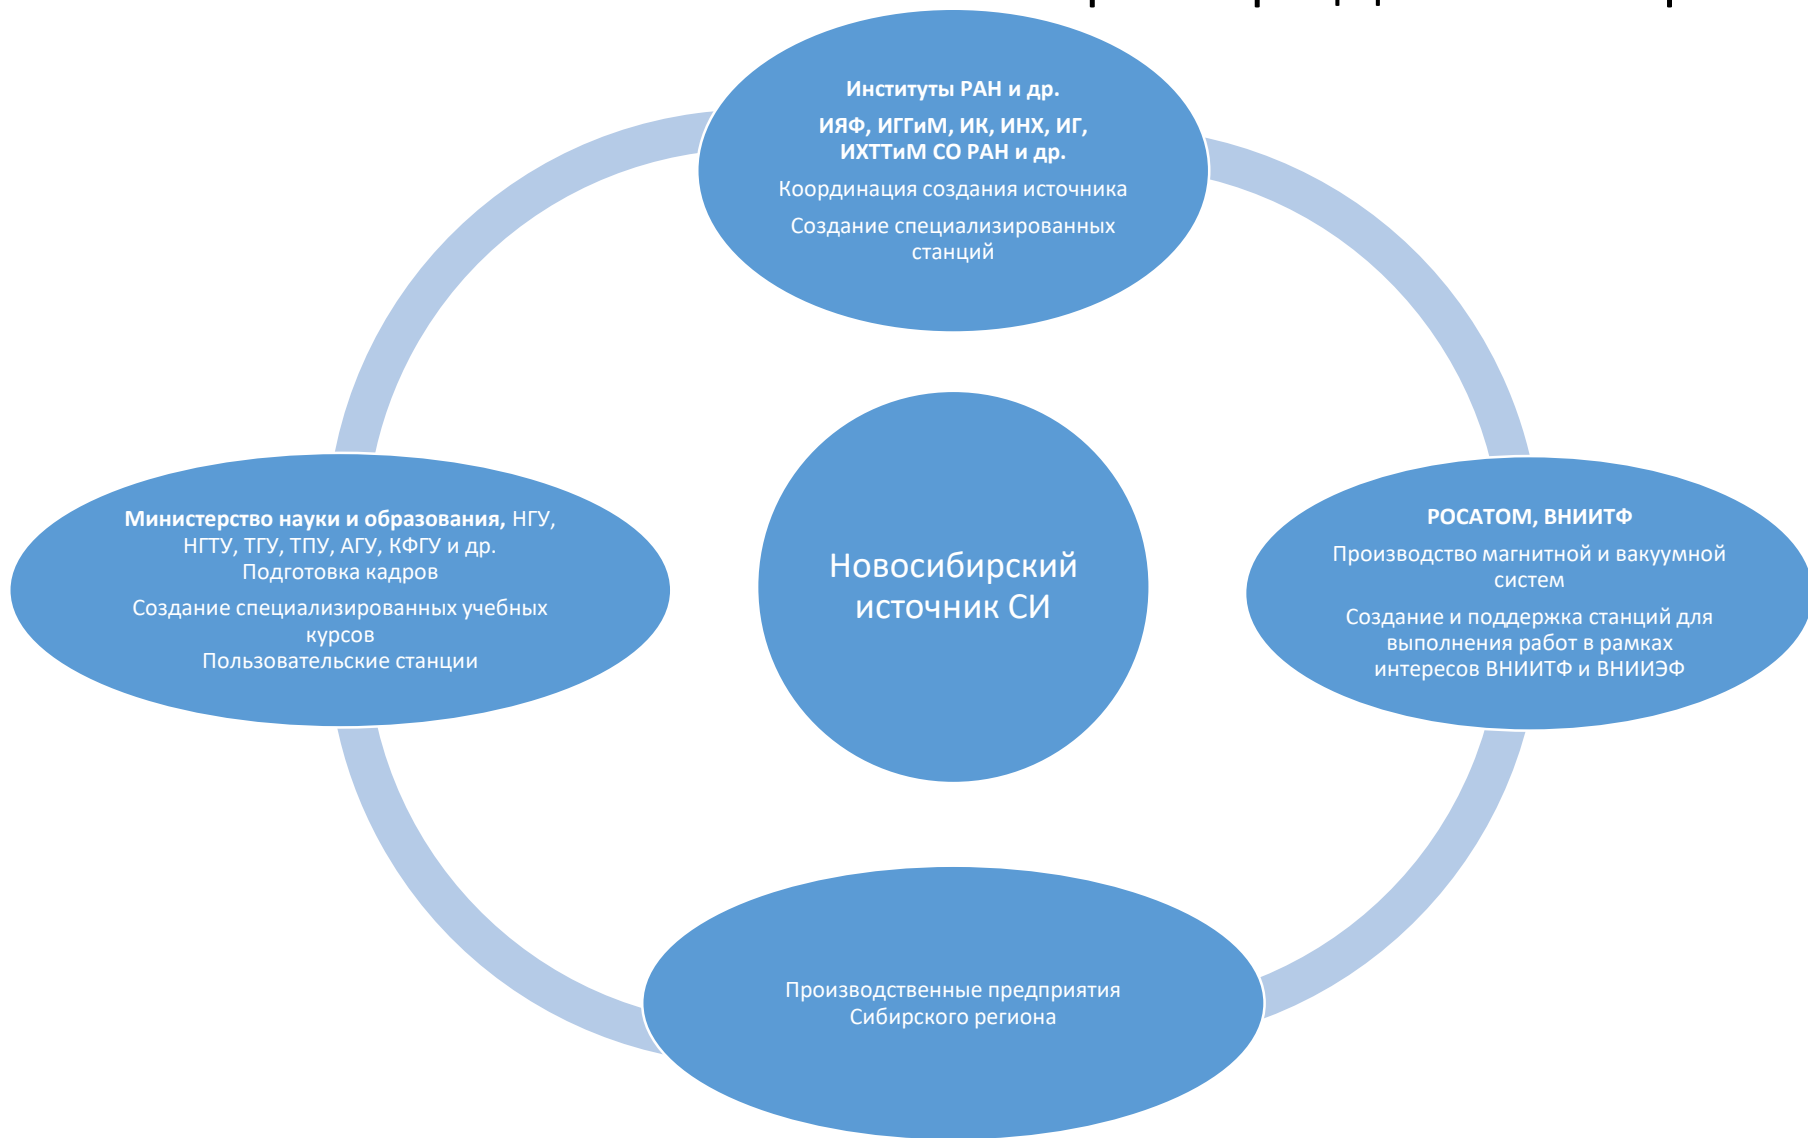 Институты РАН и др.
ИЯФ, ИГГиМ, ИК, ИНХ, ИГ,
ИХТТиМ СО РАН и др.
Координация создания источника
Создание специализированных
станций
Министерство науки и образования, НГУ,
НГТУ, ТГУ, ТПУ, АГУ, КФГУ и др.
Подготовка кадров
Создание специализированных учебных
курсов
Пользовательские станции
Новосибирский
источник СИ
РОСАТОМ, ВНИИТФ
Производство магнитной и вакуумной
систем
Создание и поддержка станций для
выполнения работ в рамках
интересов ВНИИТФ и ВНИИЭФ
Производственные предприятия
Сибирского региона